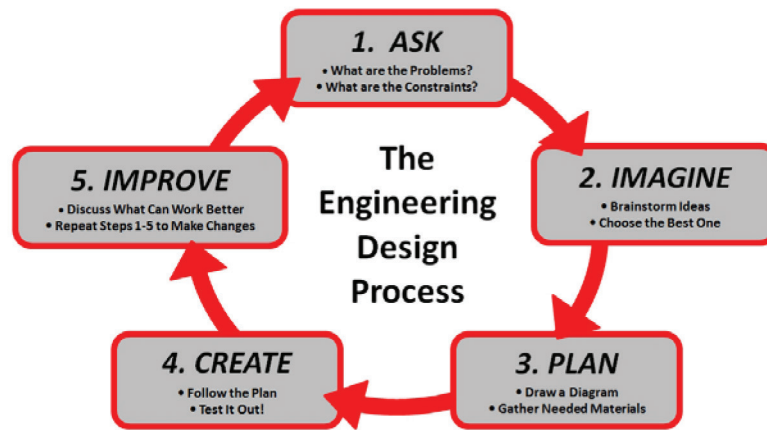 1. ASK
• What are the Problems?
• What are the Constraints?
2. IMAGINE
• Brainstorm Ideas
• Choose the Best One
3. PLAN
• Draw a Diagram
• Gather Needed Materials
4. CREATE
• Follow the Plan
• Test It Out!
5. IMPROVE
• Discuss What Can Work Better
• Repeat Steps 1-5 to Make Changes
The
Engineering
Design
Process